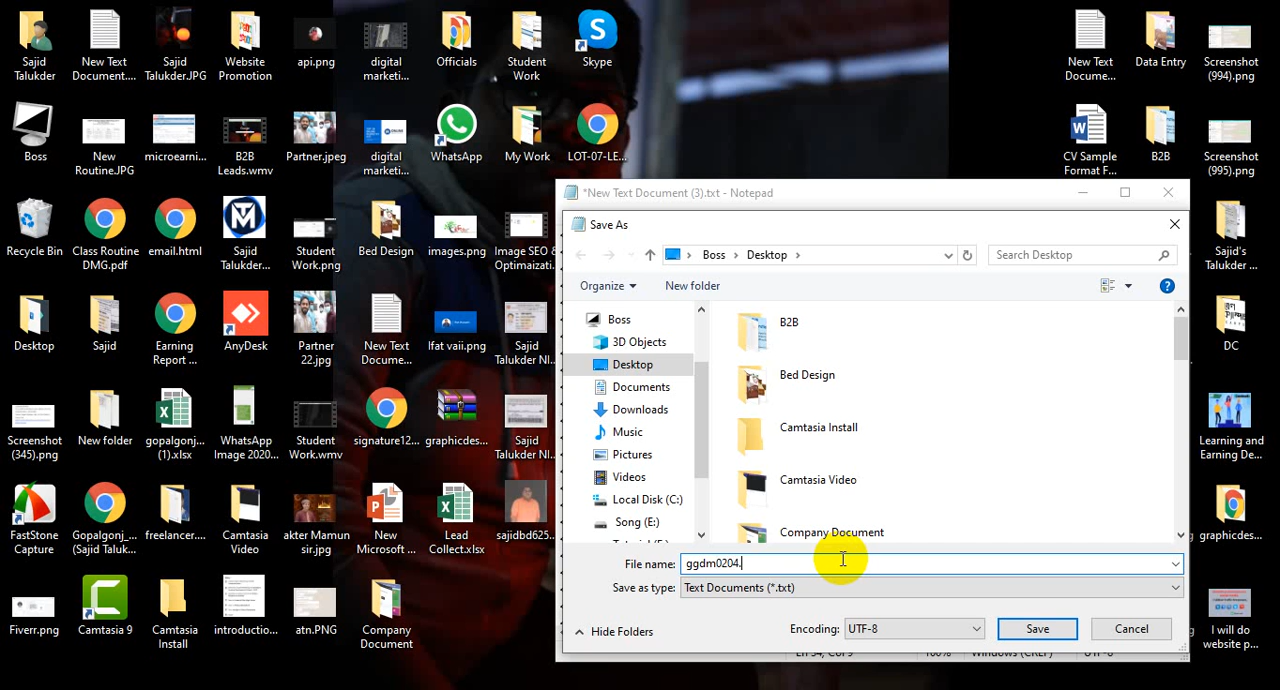 Sajid
Talukder
New Text
Document....
Sajid
Talukder.JPG
Website
Promotion
api.png
digital
marketi...
Officials
Student
Work
Skype
New Text
Docume...
Data Entry
Screenshot
(994).png
Boss
New
Routine.JPG
microearni...
B2B
Leads.wmv
Partner.jpeg
digital
marketi...
WhatsApp
My Work
LOT-07-LE...
CV Sample
Format F...
B2B
Screenshot
(995).png
Recycle Bin
Class Routine
DMG.pdf
email.html
Sajid
Talukder...
Student
Work.png
Bed Design
images.png
Image SEO &
Optimizati...
Sajid's
Talukder ...
Desktop
Sajid
Earning
Report ...
AnyDesk
Partner
22.jpg
New Text
Docume...
Ifat vaii.png
Sajid
Talukder NI...
DC
Screenshot
(345).png
New folder
gopalgonj...
(1).xlsx
WhatsApp
Image 2020...
Student
Work.wmv
signature12...
graphicdes...
Sajid
Talukder NI...
Learning and
Earning De...
FastStone
Capture
Gopalgonj_...
(Sajid Taluk...
freelancer...
Camtasia
Video
akter Mamun
sir.jpg
New
Microsoft ...
Lead
Collect.xlsx
sajidbd625...
graphicdes...
Fiverr.png
Camtasia 9
Camtasia
Install
introductio...
atn.PNG
Company
Document
I will do
website p...
*New Text Document (3).txt - Notepad
Save As
Boss > Desktop >
Search Desktop
Organize
New folder
Boss
3D Objects
Desktop
Documents
Downloads
Music
Pictures
Videos
Local Disk (C:)
Song (E:)
B2B
Bed Design
Camtasia Install
Camtasia Video
Company Document
File name: ggdm0204.
Save as type: Text Documents (*.txt)
Hide Folders
Encoding: UTF-8
Save
Cancel